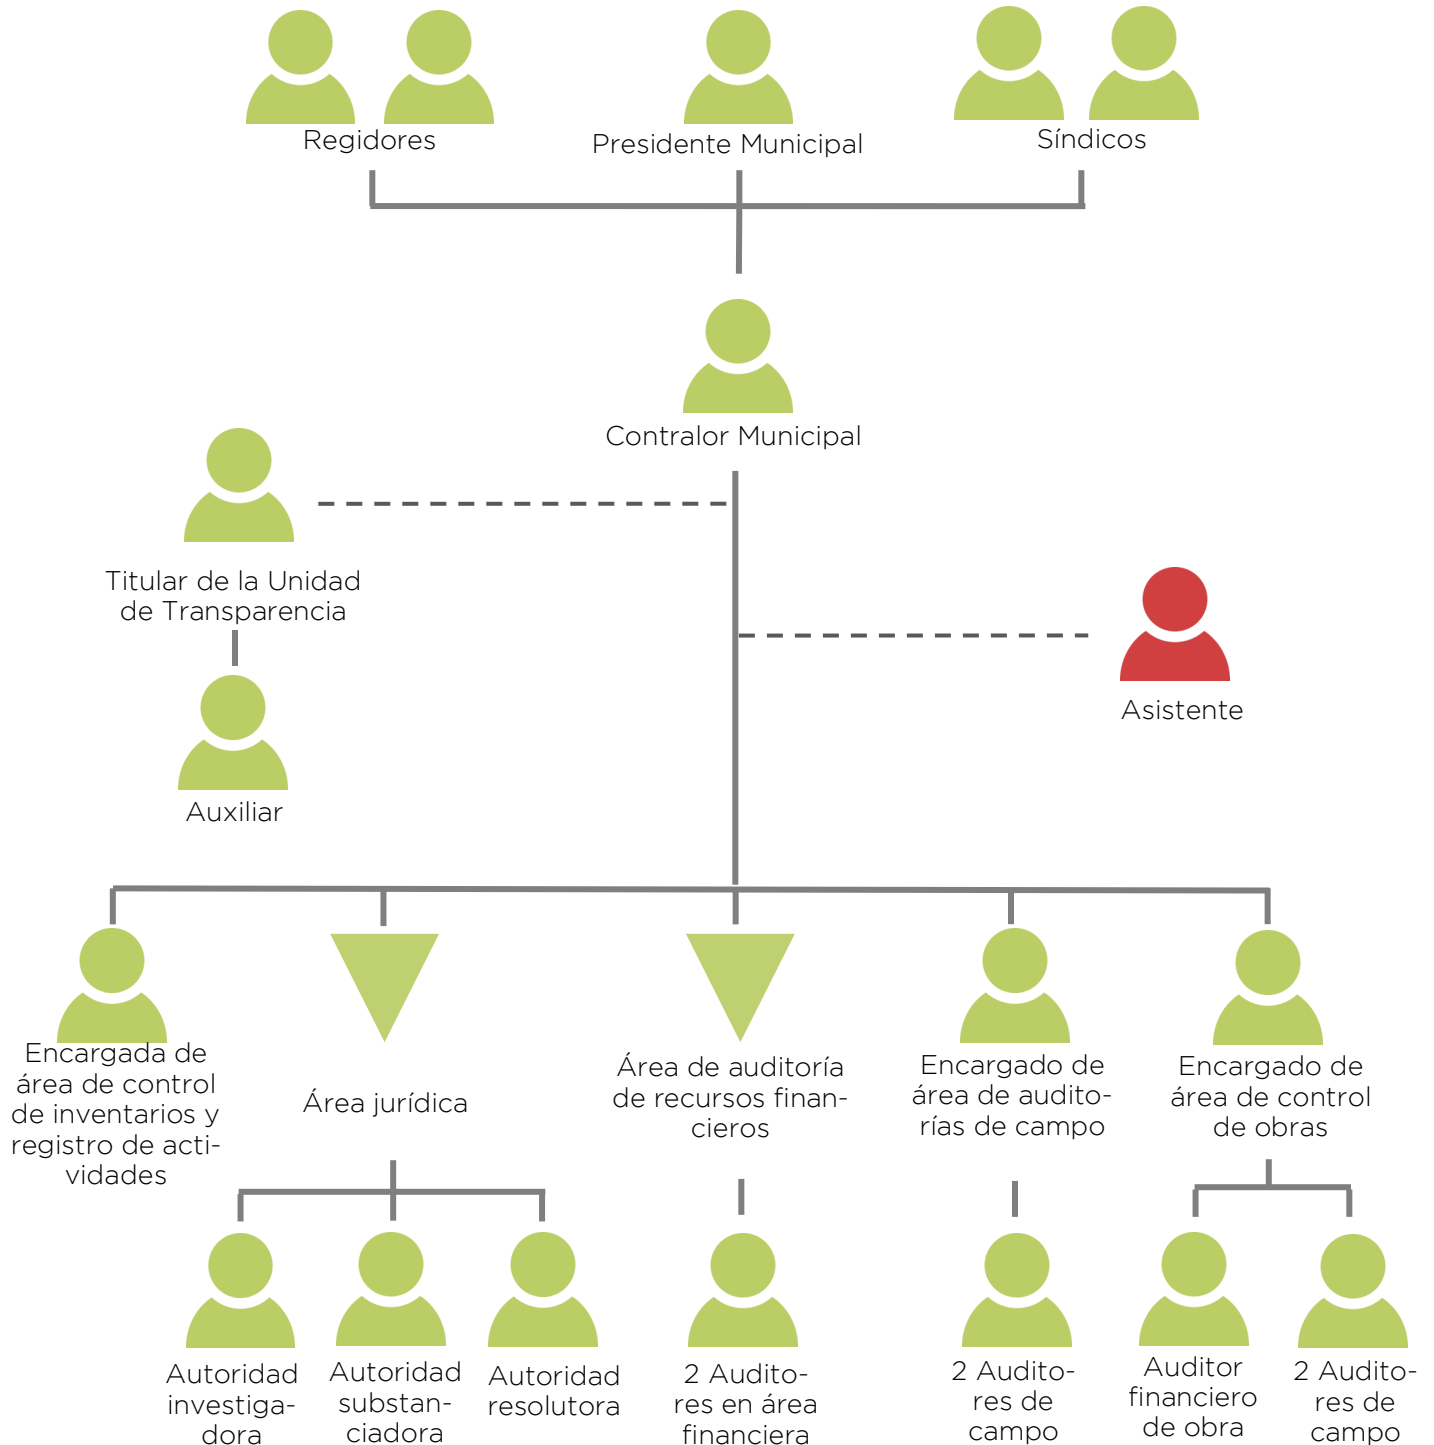 Regidores
Presidente Municipal
Síndicos
Contralor Municipal
Titular de la Unidad
de Transparencia
Asistente
Auxiliar
Encargada de
área de control
de inventarios y
registro de acti-
vidades
Área jurídica
Área de auditoría
de recursos finan-
cieros
Encargado de
área de audito-
rías de campo
Encargado de
área de control
de obras
Autoridad
investiga-
dora
Autoridad
substan-
ciadora
Autoridad
resolutora
2 Audito-
res en área
financiera
2 Audito-
res de
campo
Auditor
financiero
de obra
2 Audito-
res de
campo